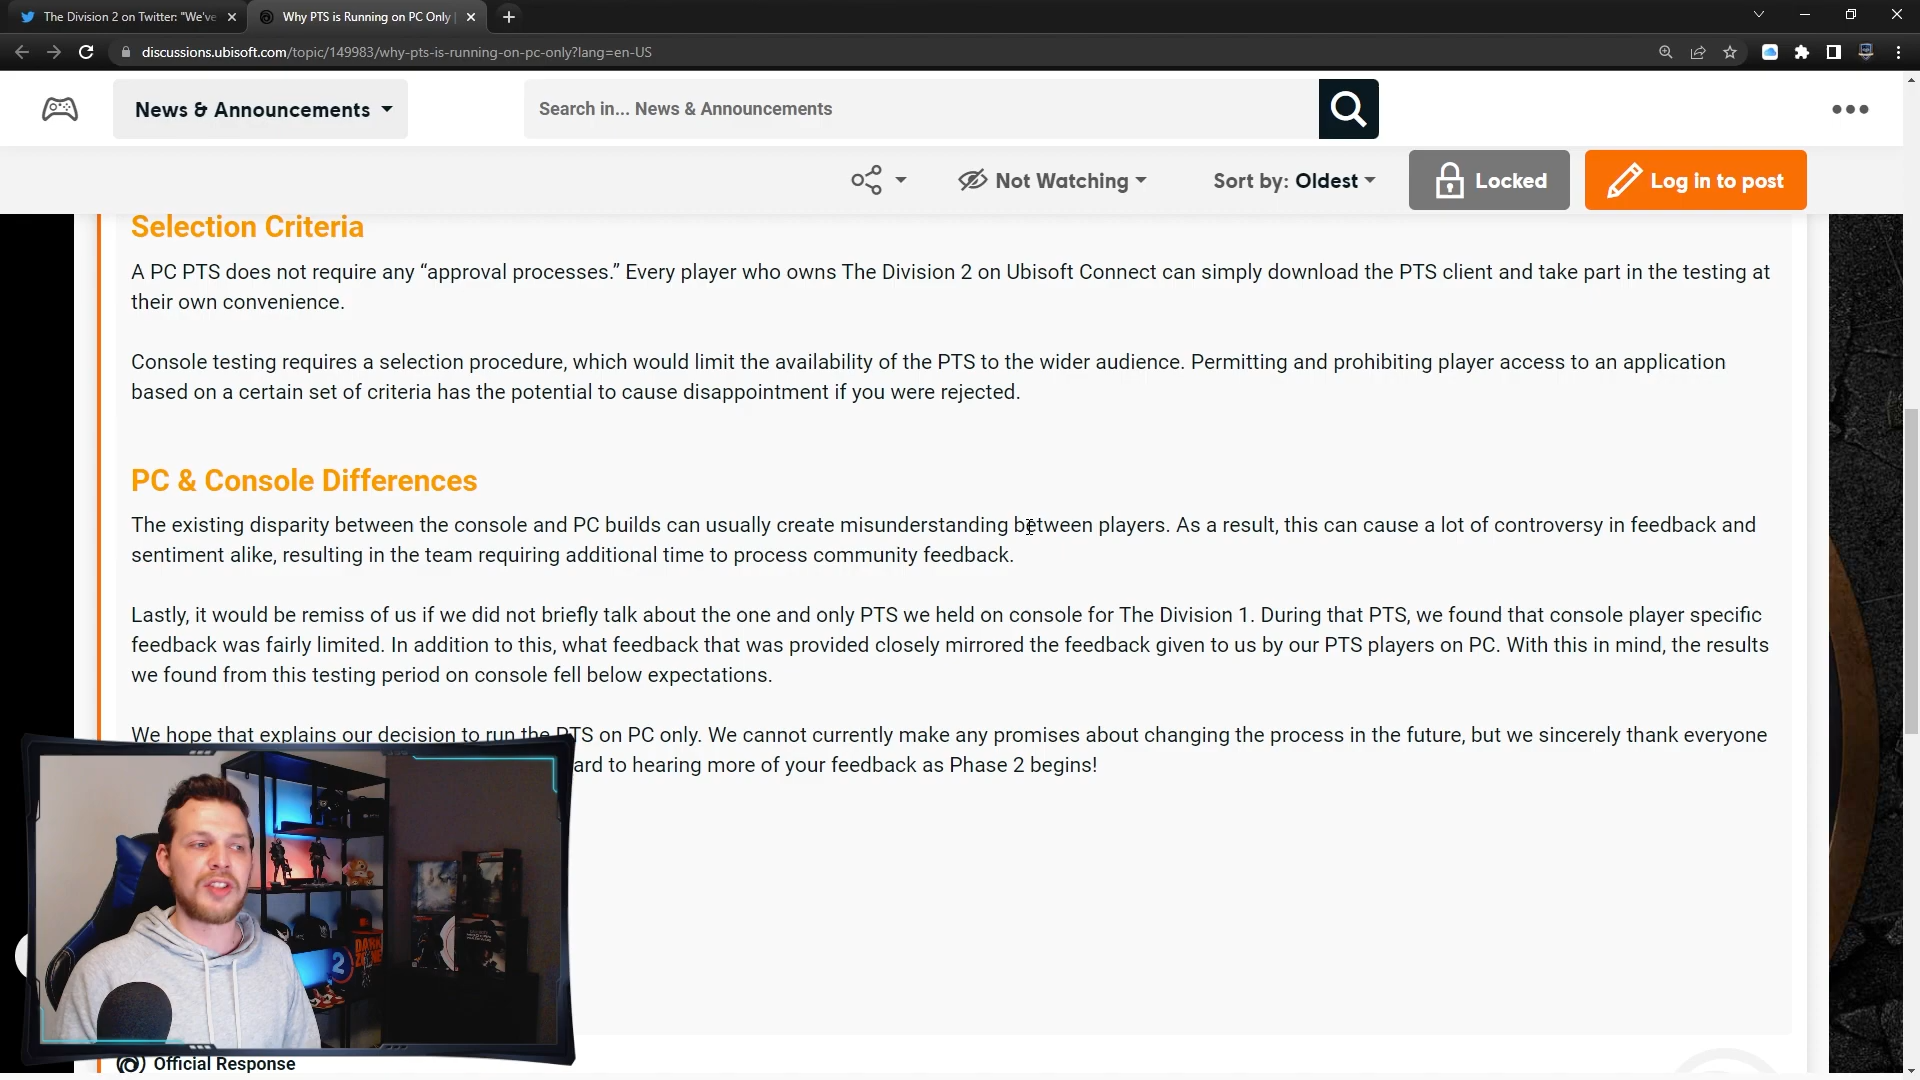 The Division 2 on Twitter: "We've
Why PTS is Running on PC Only |
discussions.ubisoft.com/topic/149983/why-pts-is-running-on-pc-only?lang=en-US
News & Announcements
Search in... News & Announcements
Not Watching
Sort by: Oldest
Locked
Log in to post
Selection Criteria
A PC PTS does not require any “approval processes.” Every player who owns The Division 2 on Ubisoft Connect can simply download the PTS client and take part in the testing at
their own convenience.
Console testing requires a selection procedure, which would limit the availability of the PTS to the wider audience. Permitting and prohibiting player access to an application
based on a certain set of criteria has the potential to cause disappointment if you were rejected.
PC & Console Differences
The existing disparity between the console and PC builds can usually create misunderstanding between players. As a result, this can cause a lot of controversy in feedback and
sentiment alike, resulting in the team requiring additional time to process community feedback.
Lastly, it would be remiss of us if we did not briefly talk about the one and only PTS we held on console for The Division 1. During that PTS, we found that console player specific
feedback was fairly limited. In addition to this, what feedback that was provided closely mirrored the feedback given to us by our PTS players on PC. With this in mind, the results
we found from this testing period on console fell below expectations.
We hope that explains our decision to run the PTS on PC only. We cannot currently make any promises about changing the process in the future, but we sincerely thank everyone
ard to hearing more of your feedback as Phase 2 begins!
DARK
ZONE
2
Official Response